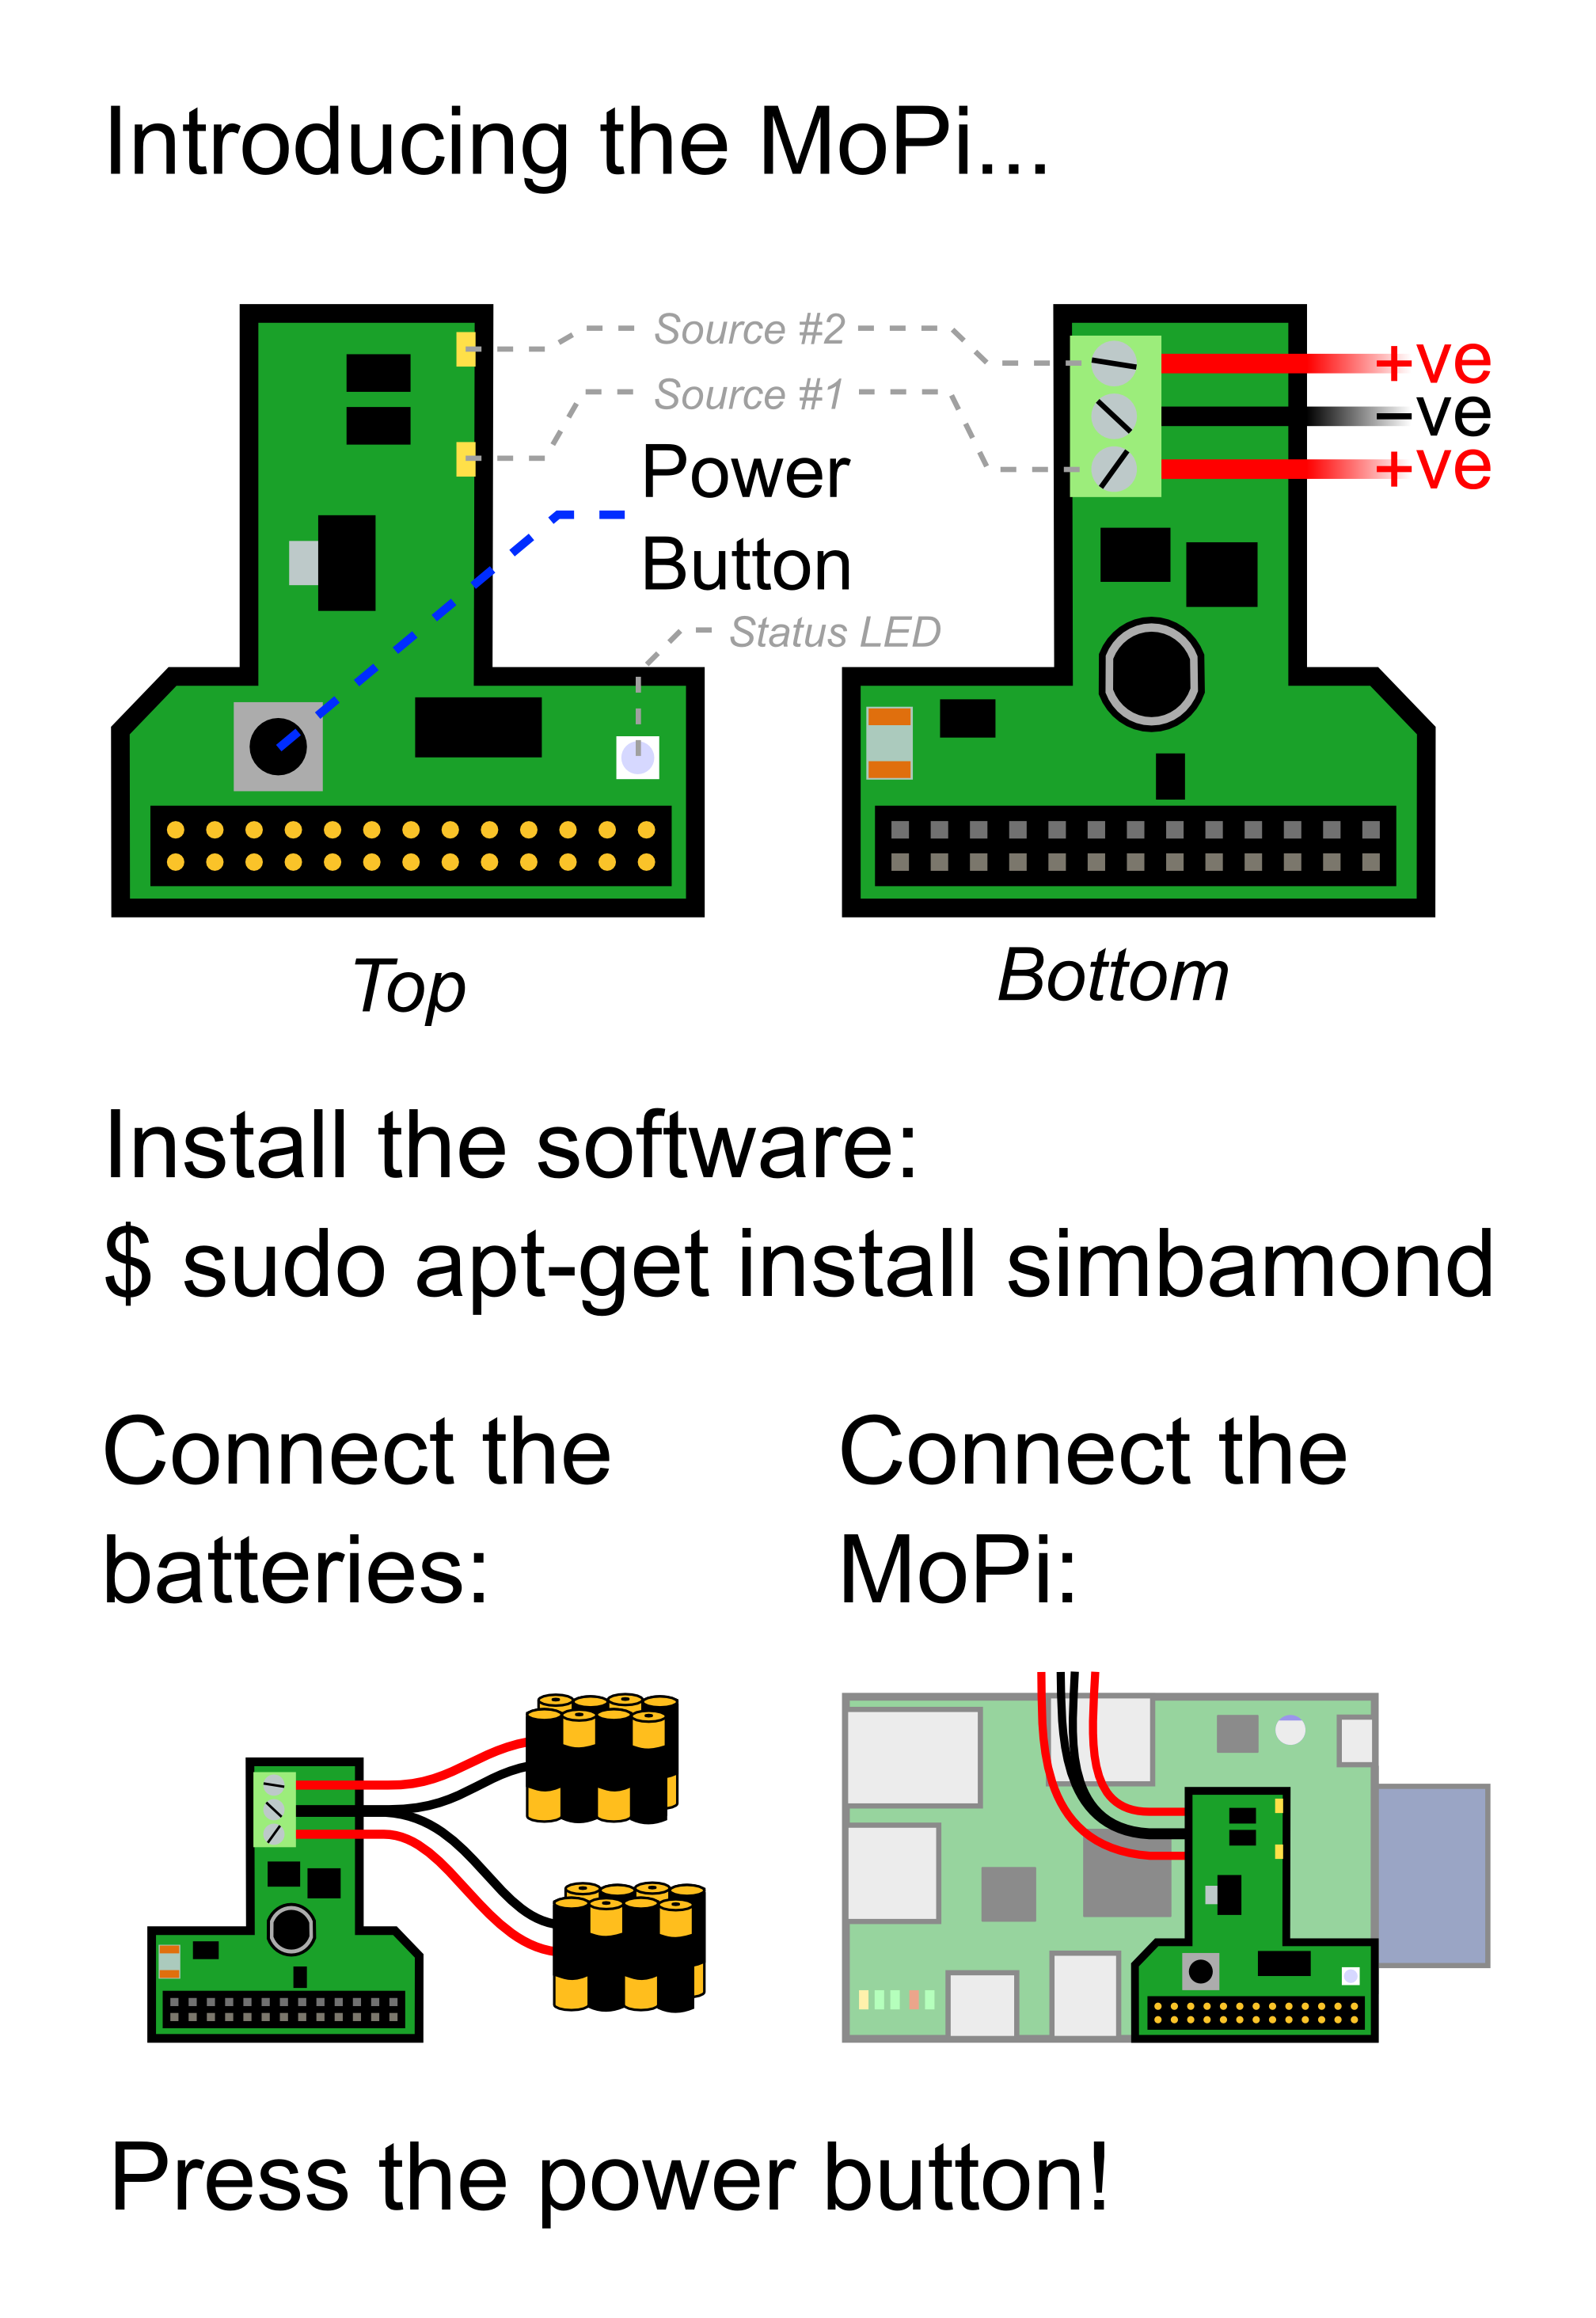 Introducing the MoPi...
Source #2
Source #1
Power
Button
Status LED
+ve
-ve
+ve
Top
Bottom
Install the software:
$ sudo apt-get install simbamond
Connect the
batteries:
Connect the
MoPi:
Press the power button!